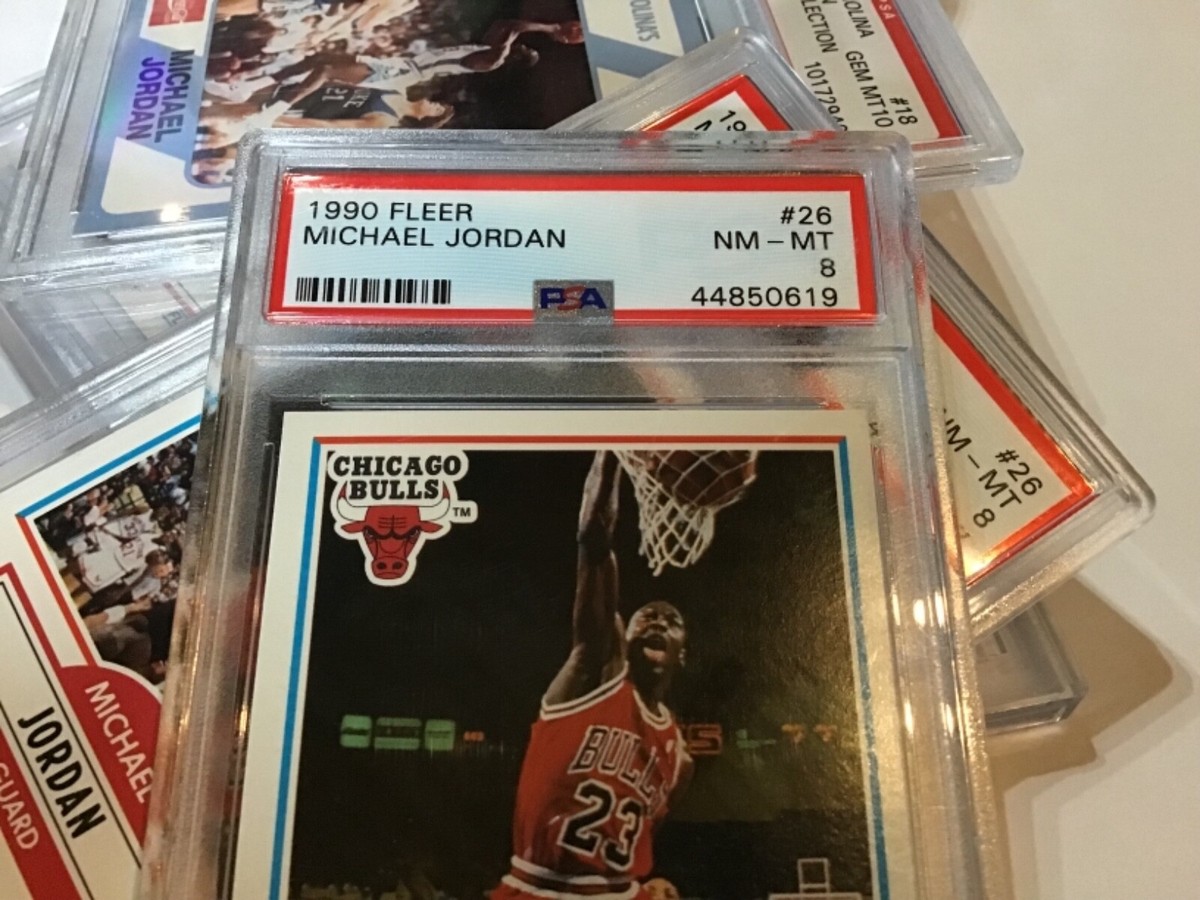 MICHAEL
JORDAN
#18
GEM MT10
1990 FLEER
MICHAEL JORDAN
#26
NM-MT
8
PSA
44850619
#26
NM-MT
8
CHICAGO
BULLS
TM
BULLS
23
21
MICHAEL
JORDAN
GUARD